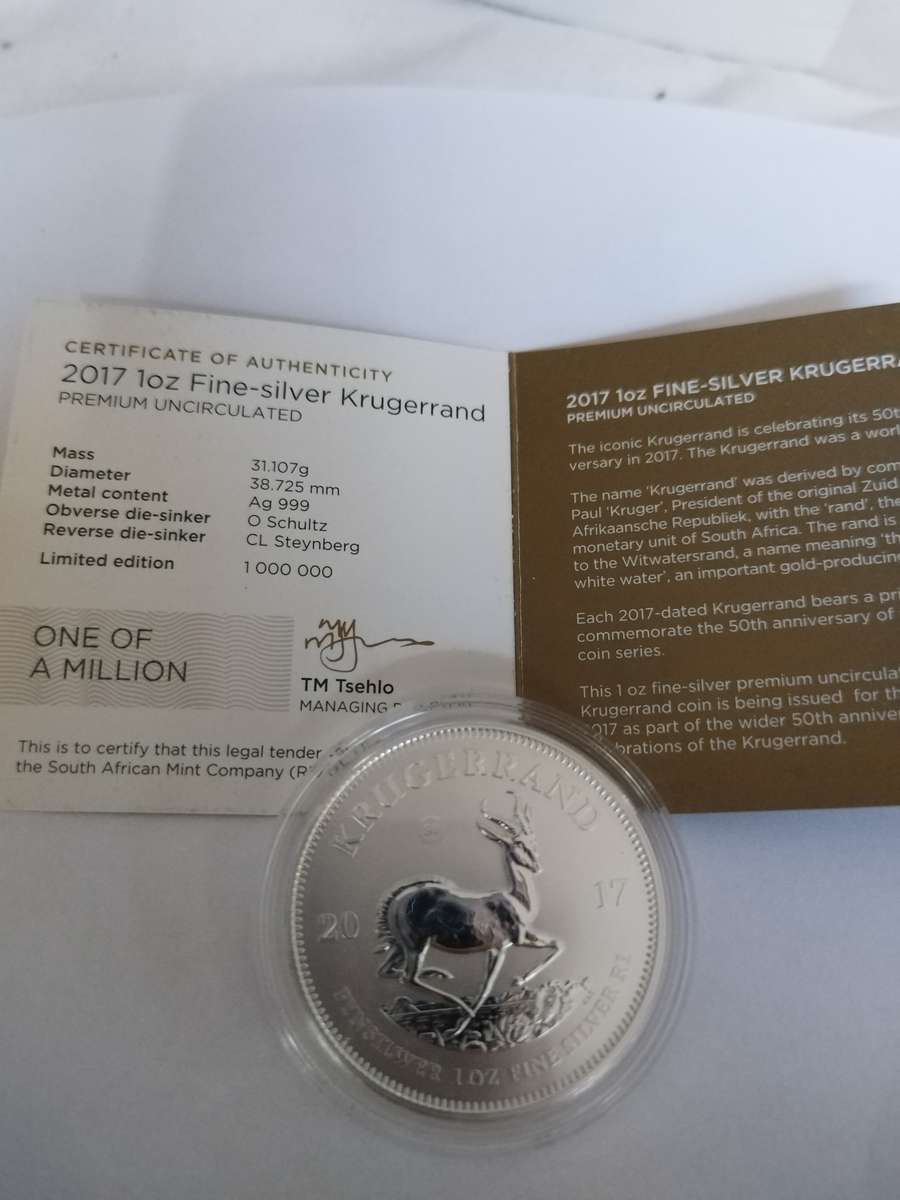 CERTIFICATE OF AUTHENTICITY
2017 1oz Fine-silver Krugerrand
PREMIUM UNCIRCULATED
Mass 31.107g
Diameter 38.725 mm
Metal content Ag 999
Obverse die-sinker O Schultz
Reverse die-sinker CL Steynberg
Limited edition 1 000 000
ONE OF
A MILLION
TM Tsehlo
MANAGING
This is to certify that this legal tender
the South African Mint Company (R
2017 1oz FINE-SILVER KRUGERRA
PREMIUM UNCIRCULATED
The iconic Krugerrand is celebrating its 50t
versary in 2017. The Krugerrand was a worl
The name ‘Krugerrand’ was derived by com
Paul ‘Kruger’, President of the original Zuid
Afrikaansche Republiek, with the ‘rand’, the
monetary unit of South Africa. The rand is
to the Witwatersrand, a name meaning ‘th
white water’, an important gold-producin
Each 2017-dated Krugerrand bears a pri
commemorate the 50th anniversary of
coin series.
This 1 oz fine-silver premium uncirculat
Krugerrand coin is being issued for th
2017 as part of the wider 50th anniver
brations of the Krugerrand.
KRUGERRAND
20 17
FYNSILWER 1OZ FINE SILVER R1